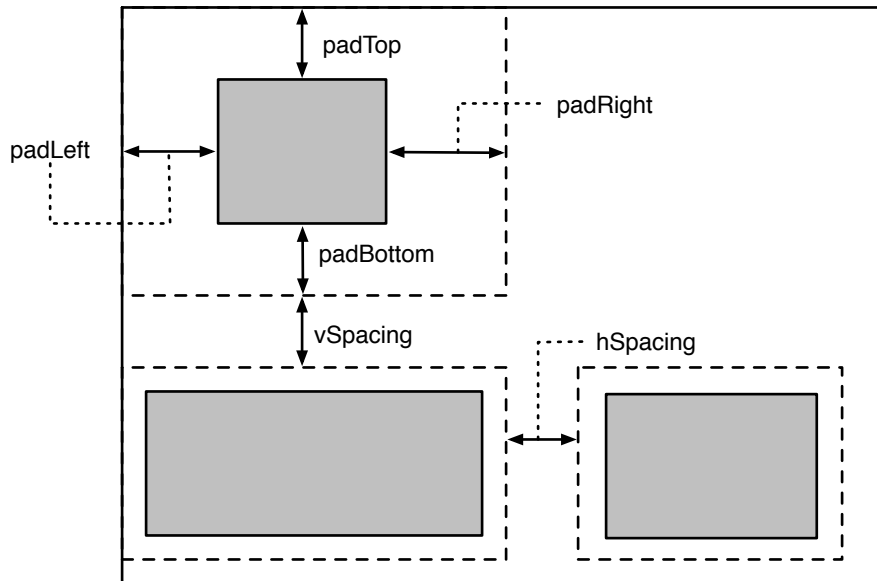 padTop
padRight
padLeft
padBottom
vSpacing
hSpacing